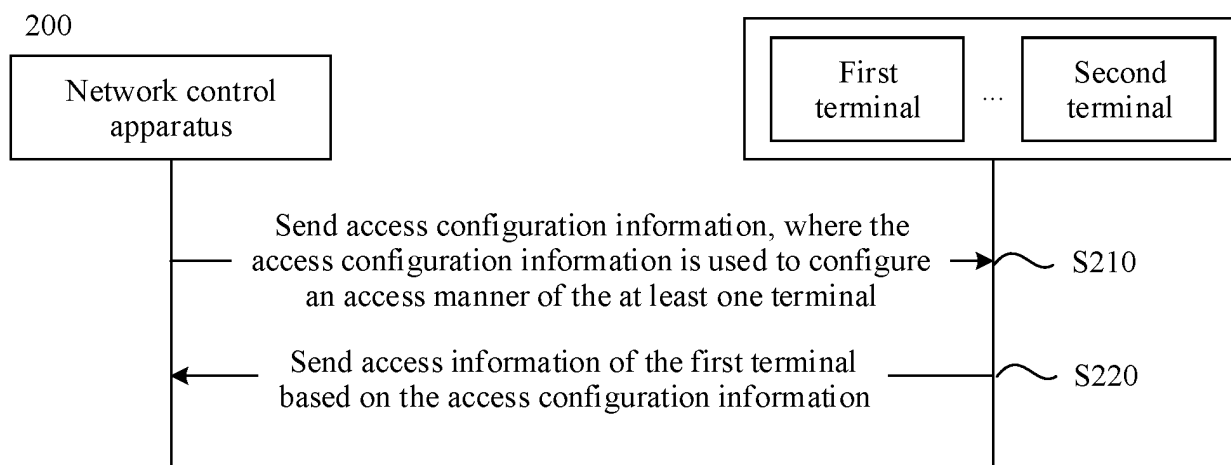 200
Network control
apparatus
First
terminal
...
Second
terminal
Send access configuration information, where the
access configuration information is used to configure
an access manner of the at least one terminal
S210
Send access information of the first terminal
based on the access configuration information
S220